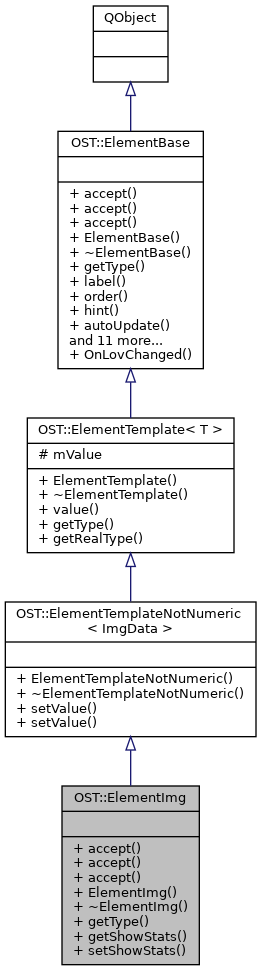 QObject
OST::ElementBase
+ accept()
+ accept()
+ accept()
+ ElementBase()
+ ~ElementBase()
+ getType()
+ label()
+ order()
+ hint()
+ autoUpdate()
and 11 more...
+ OnLovChanged()
OST::ElementTemplate< T >
# mValue
+ ElementTemplate()
+ ~ElementTemplate()
+ value()
+ getType()
+ getRealType()
OST::ElementTemplateNotNumeric
< ImgData >
+ ElementTemplateNotNumeric()
+ ~ElementTemplateNotNumeric()
+ setValue()
+ setValue()
OST::ElementImg
+ accept()
+ accept()
+ accept()
+ ElementImg()
+ ~ElementImg()
+ getType()
+ getShowStats()
+ setShowStats()